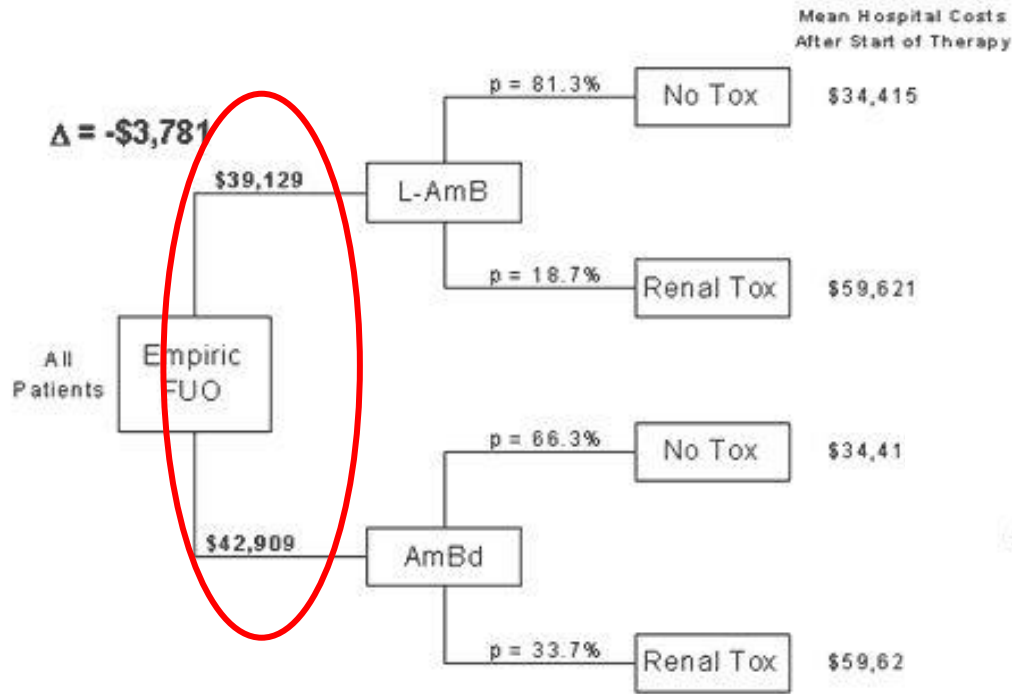 Mean Hospital Costs
After Start of Therapy
p = 81.3%
No Tox
$34,415
Δ = -$3,781
$39,129
L-AmB
p = 18.7%
Renal Tox
$59,621
All
Patients
Empiric
FUO
p = 66.3%
No Tox
$34,41
$42,909
AmBd
p = 33.7%
Renal Tox
$59,62